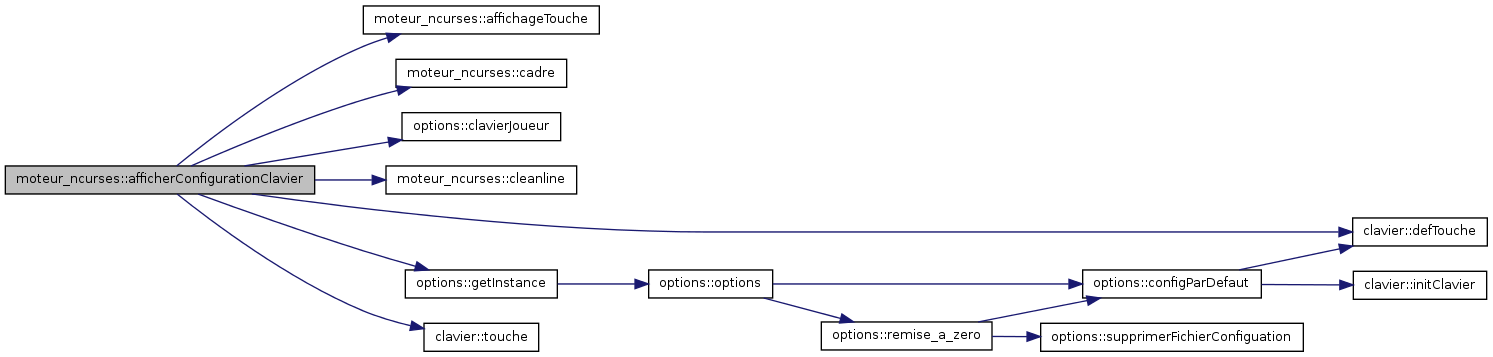 moteur_ncurses::affichageTouche
moteur_ncurses::cadre
options::clavierJoueur
moteur_ncurses::afficherConfigurationClavier
moteur_ncurses::cleanline
clavier::defTouche
options::getInstance
options::options
options::configParDefaut
clavier::initClavier
clavier::touche
options::remise_a_zero
options::supprimerFichierConfiguation